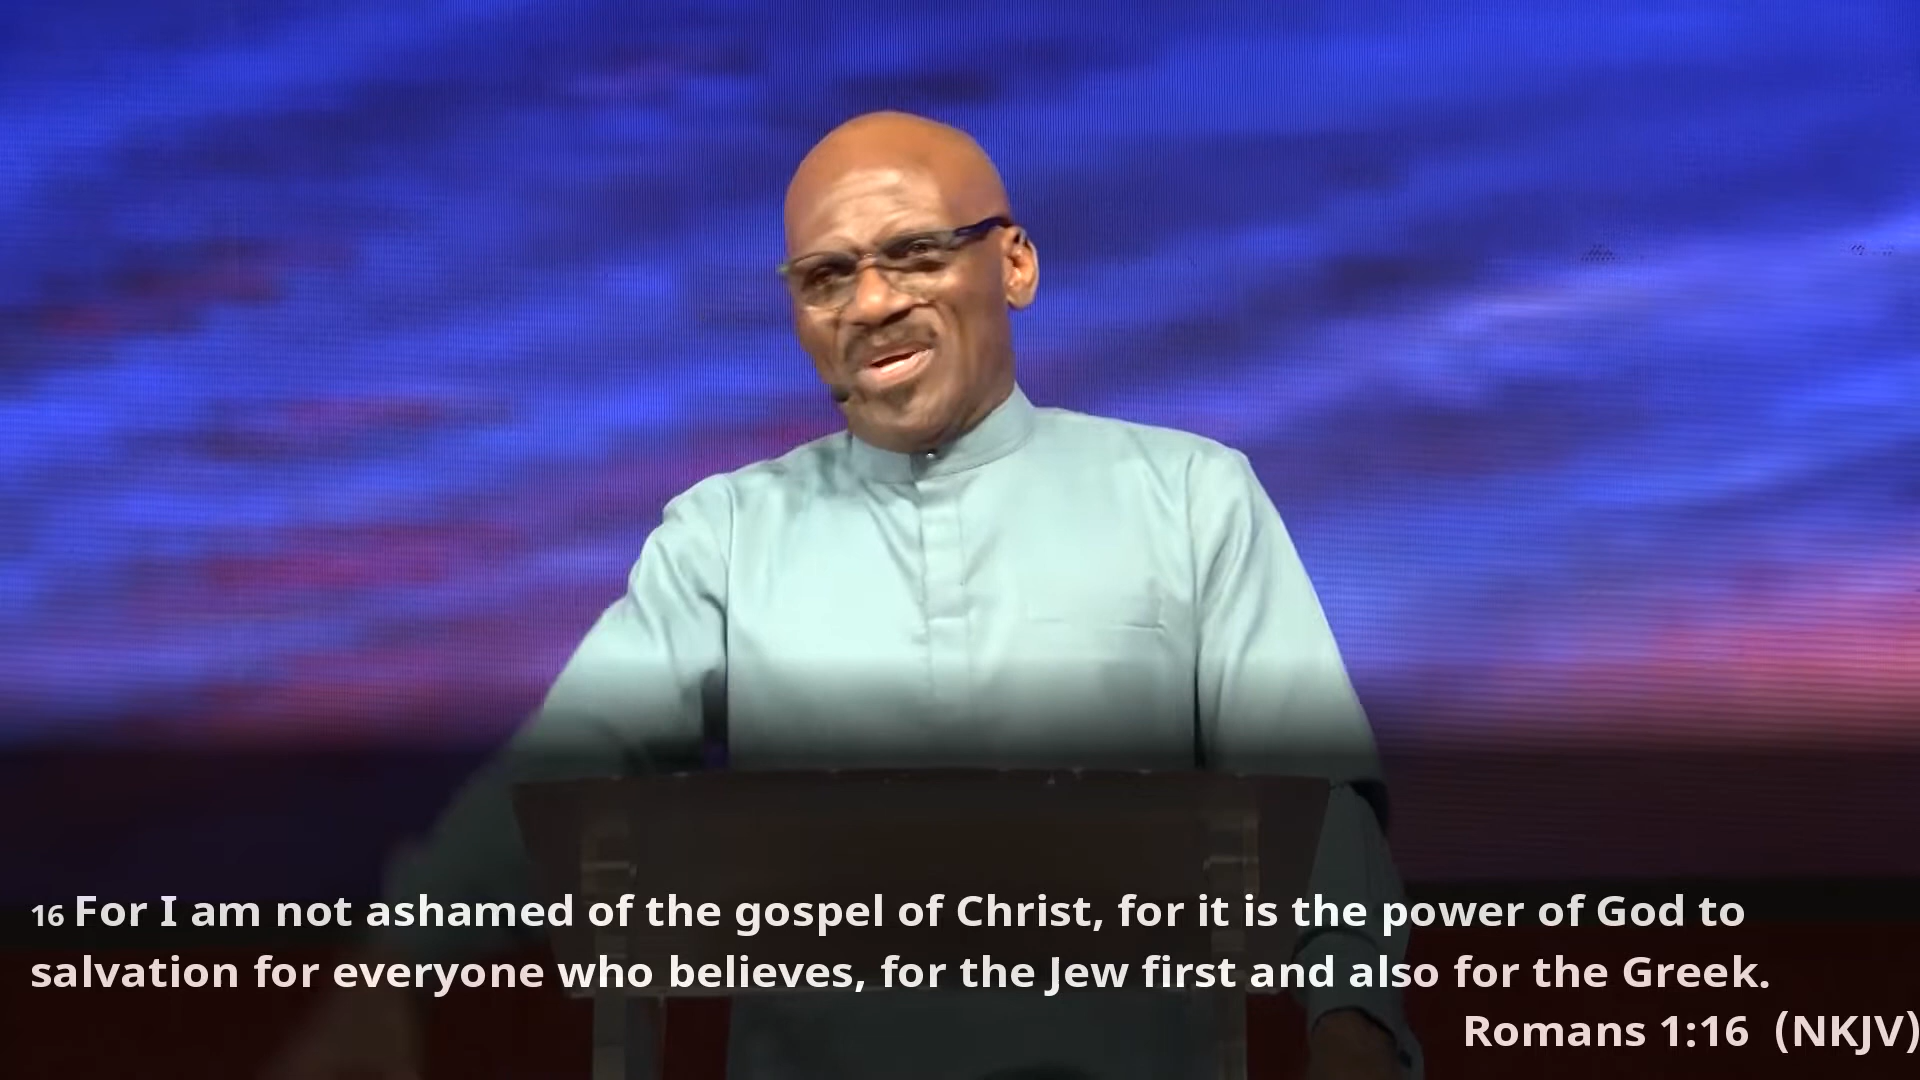 16 For I am not ashamed of the gospel of Christ, for it is the power of God to
salvation for everyone who believes, for the Jew first and also for the Greek.
Romans 1:16 (NKJV)